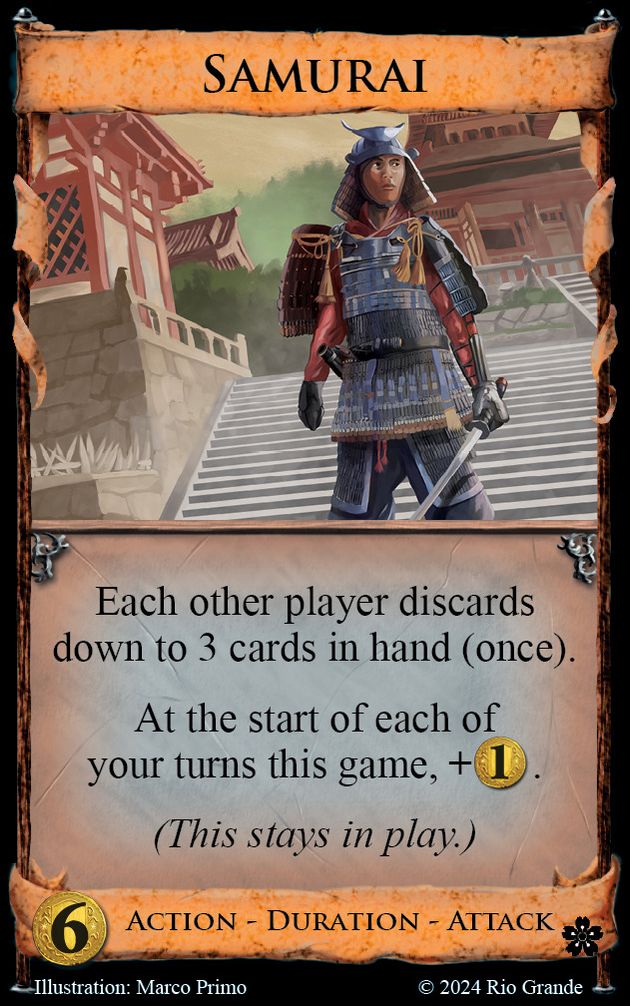 Samurai
Each other player discards
down to 3 cards in hand (once).
At the start of each of
your turns this game, +1.
(This stays in play.)
6 Action - Duration - Attack
Illustration: Marco Primo © 2024 Rio Grande